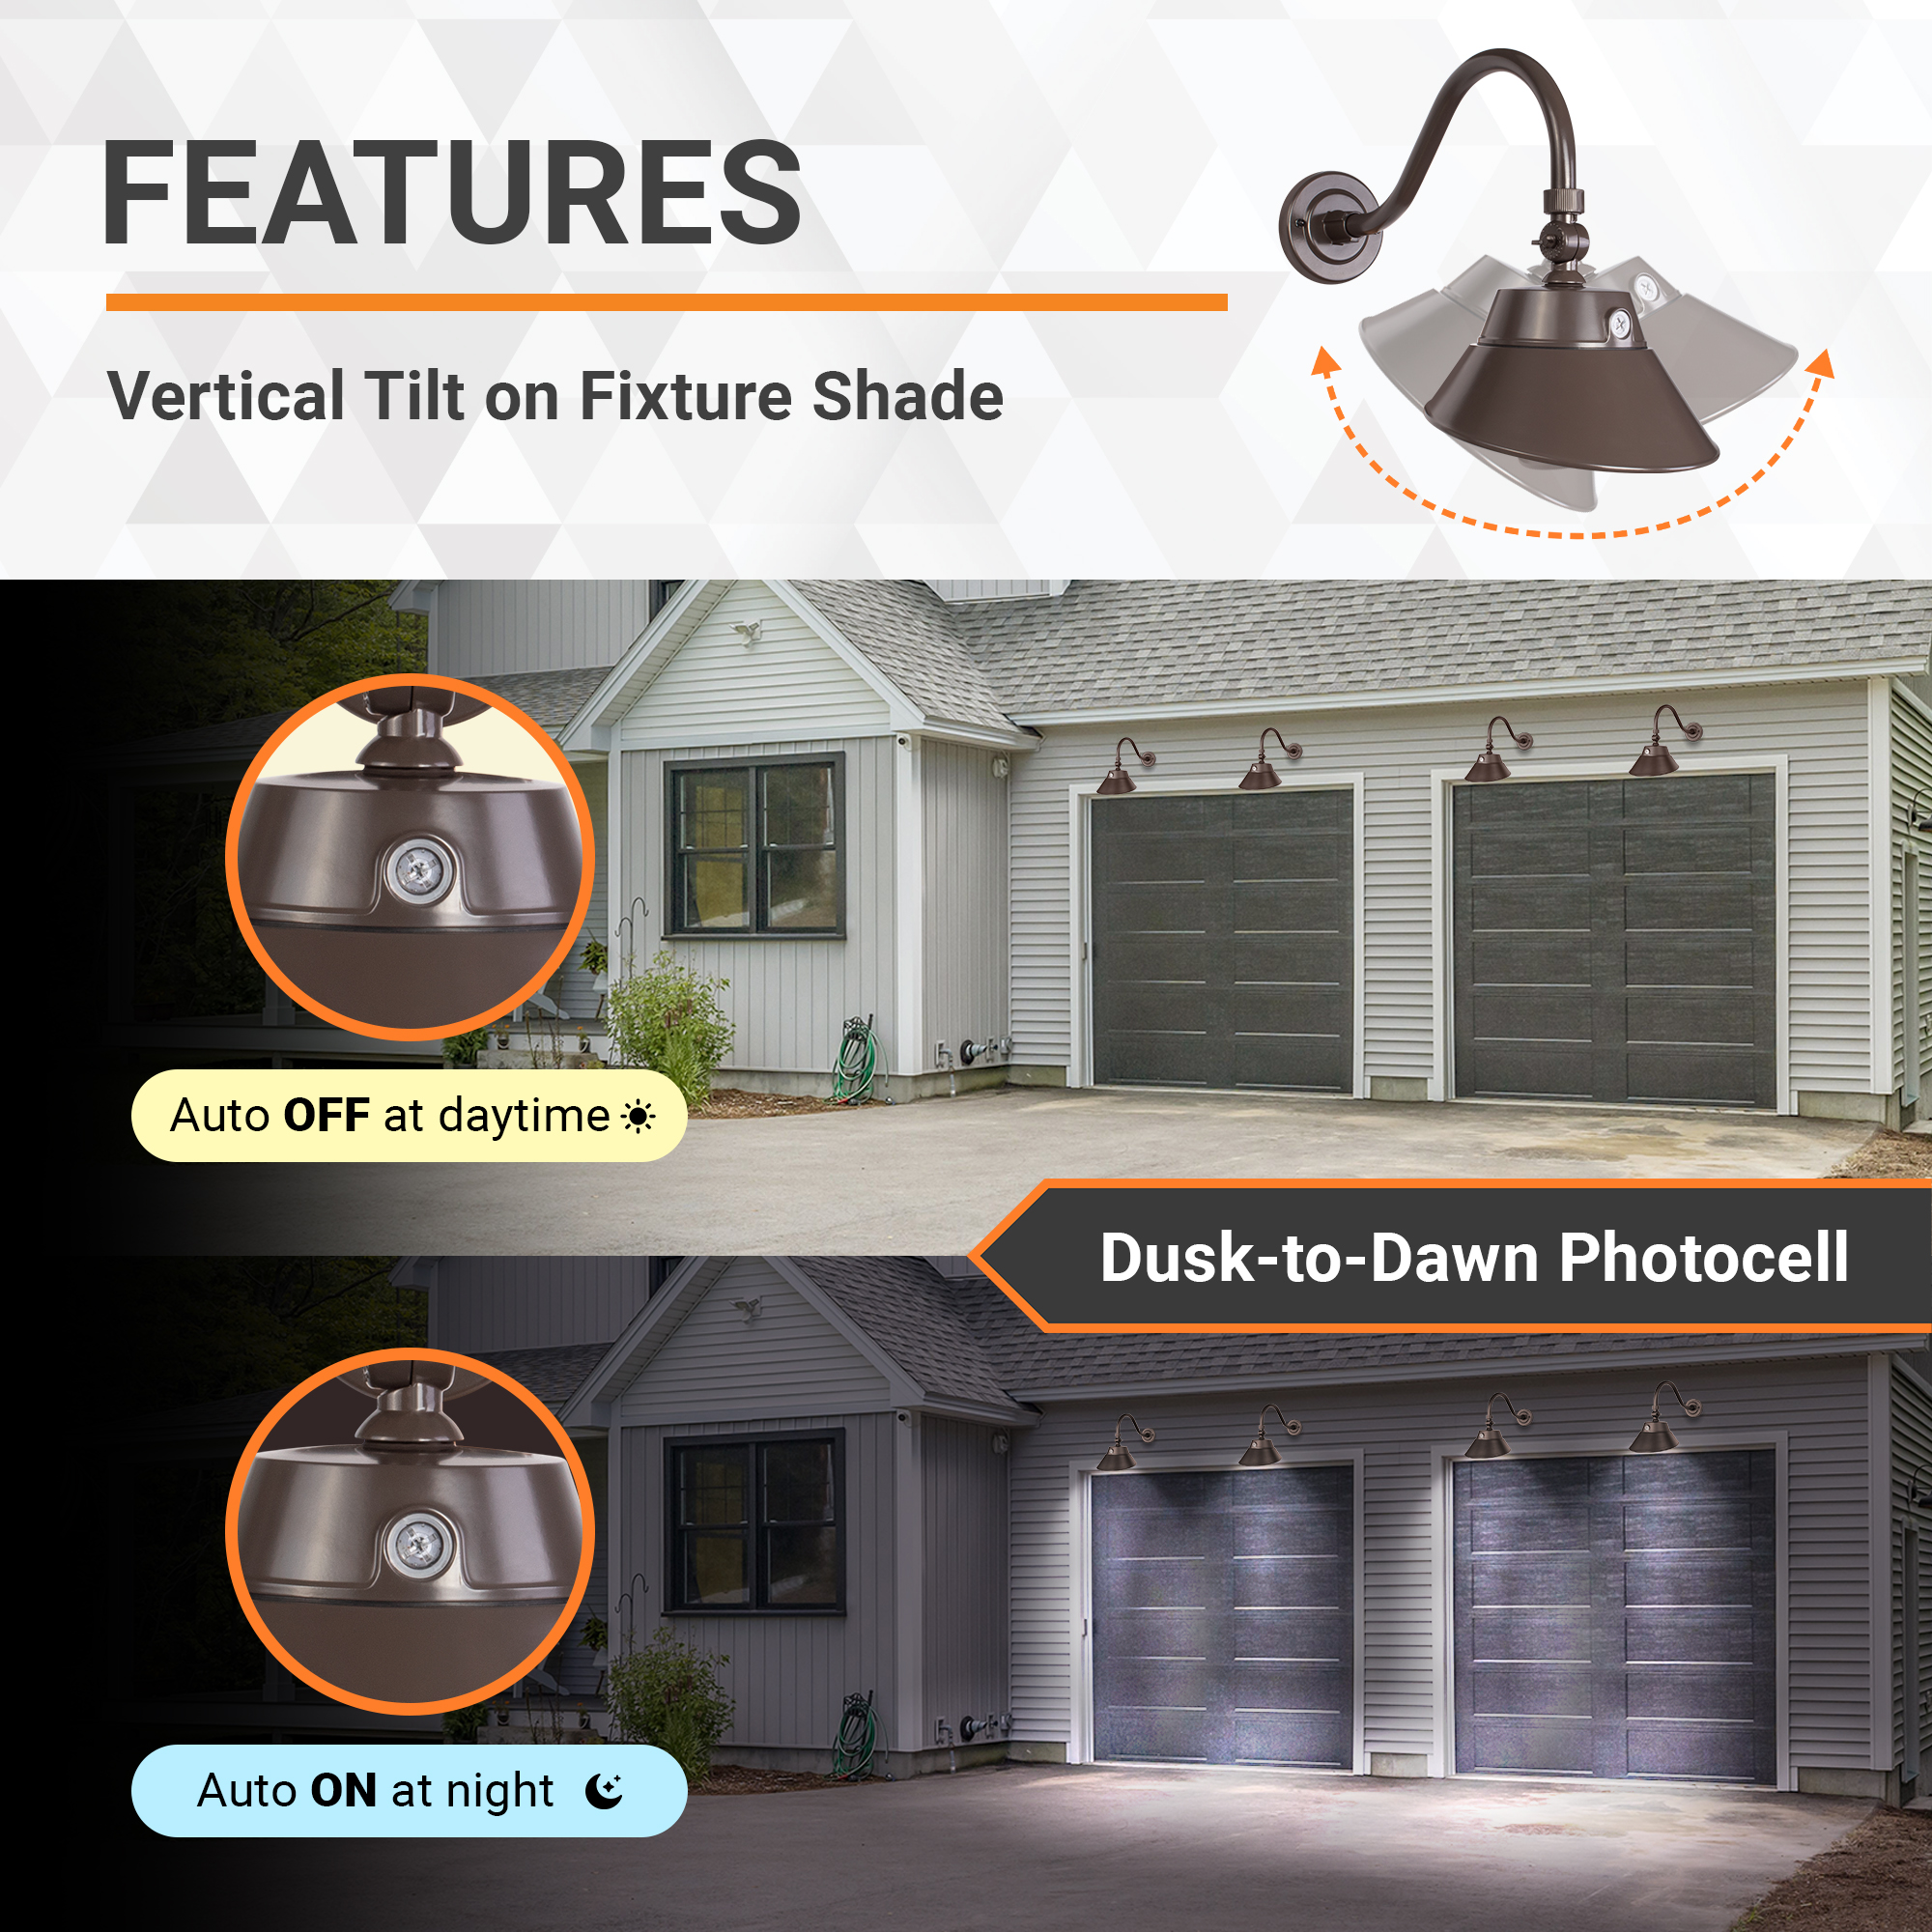 FEATURES
Vertical Tilt on Fixture Shade
Auto OFF at daytime
Dusk-to-Dawn Photocell
Auto ON at night